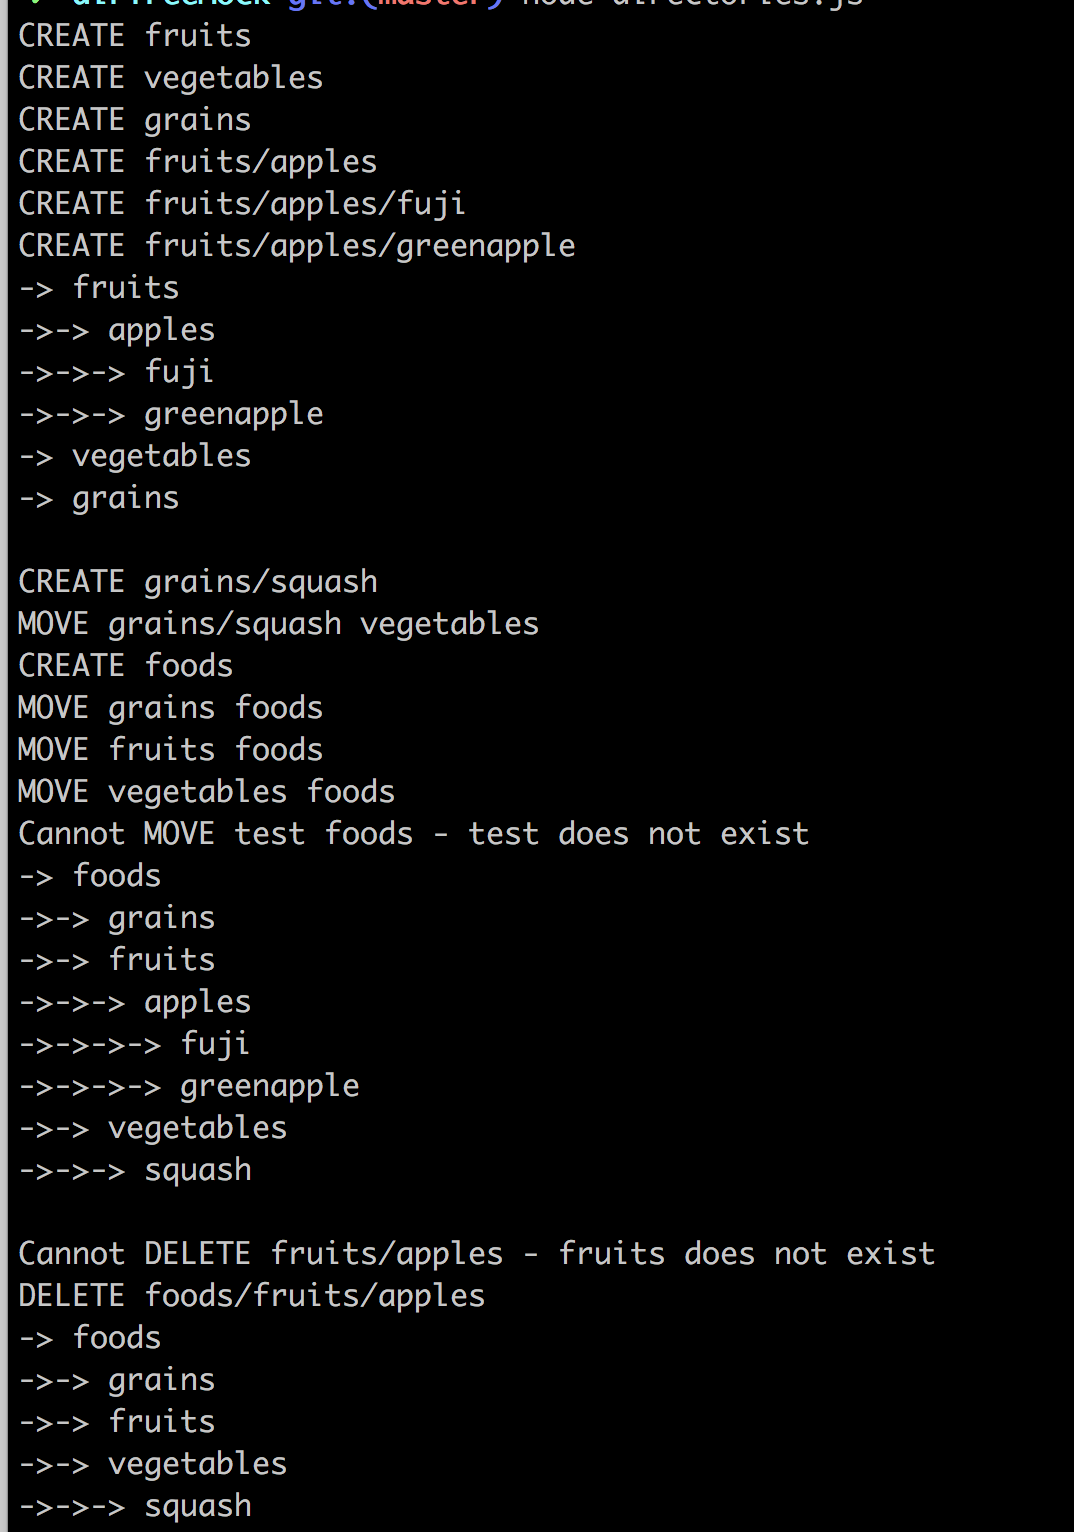 git:(master) node directories.js
CREATE fruits
CREATE vegetables
CREATE grains
CREATE fruits/apples
CREATE fruits/apples/fuji
CREATE fruits/apples/greenapple
-> fruits
->-> apples
->->-> fuji
->->-> greenapple
-> vegetables
-> grains
CREATE grains/squash
MOVE grains/squash vegetables
CREATE foods
MOVE grains foods
MOVE fruits foods
MOVE vegetables foods
Cannot MOVE test foods - test does not exist
-> foods
->-> grains
->-> fruits
->->-> apples
->->->-> fuji
->->->-> greenapple
->-> vegetables
->->-> squash
Cannot DELETE fruits/apples - fruits does not exist
DELETE foods/fruits/apples
-> foods
->-> grains
->-> fruits
->-> vegetables
->->-> squash